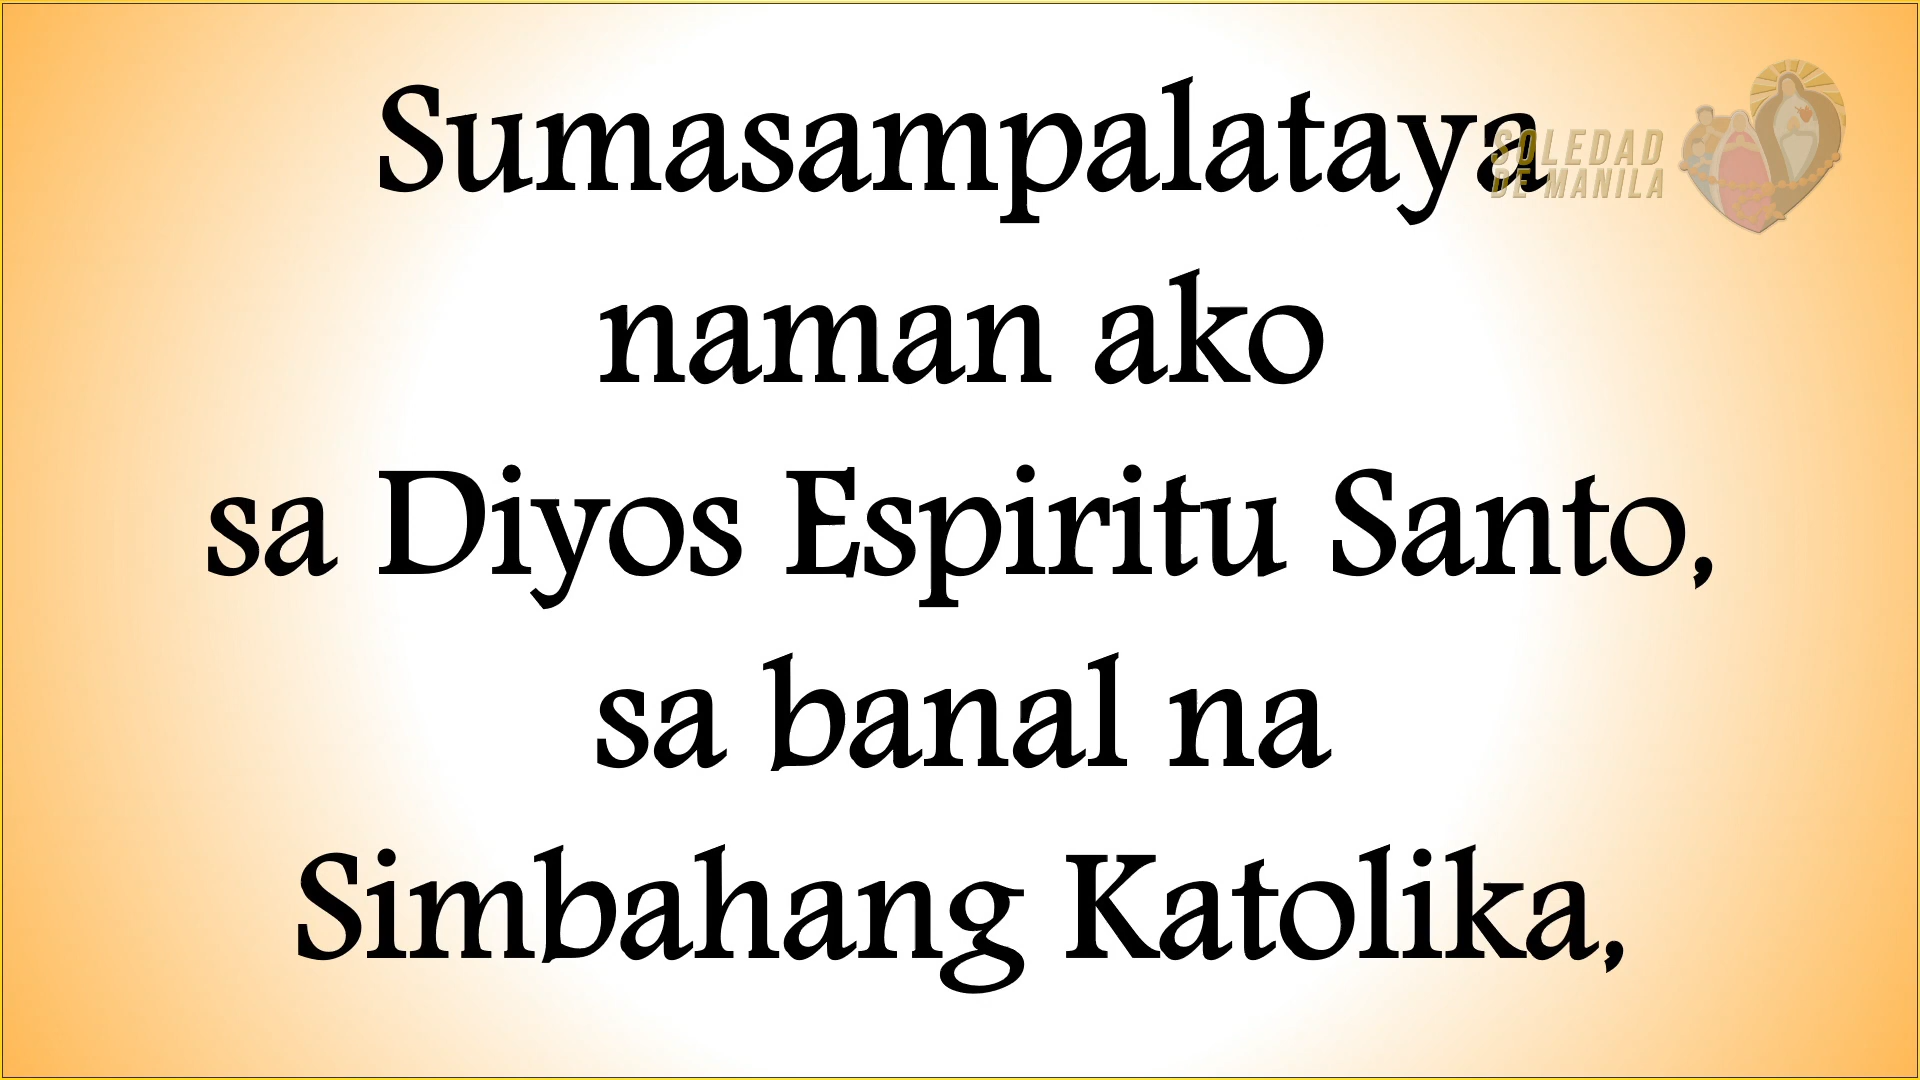 Sumasampalataya
SOLEDAD
DE MANILA
naman ako
sa Diyos Espiritu Santo,
sa banal na
Simbahang Katolika,